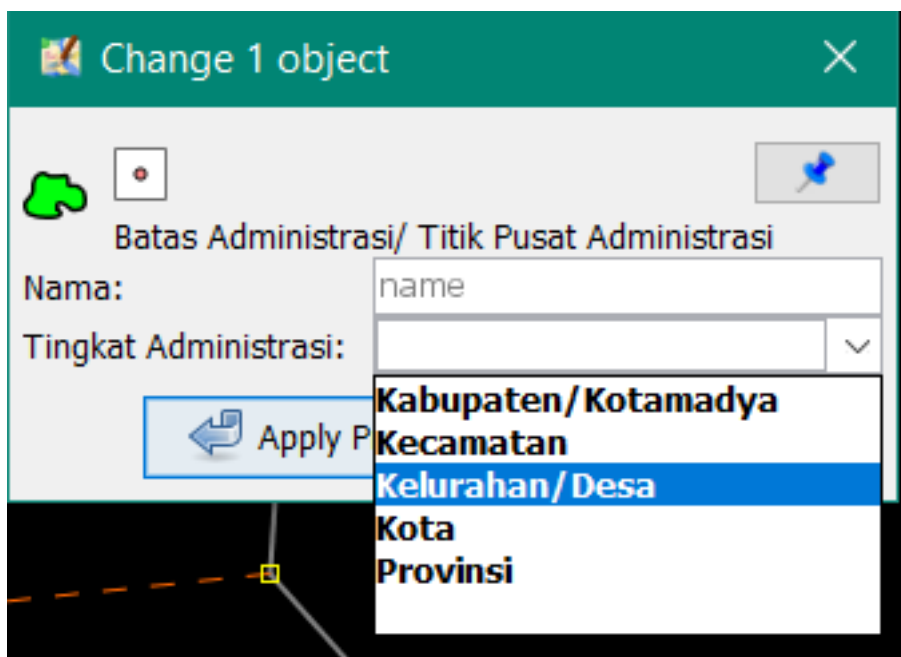 Change 1 object
Batas Administrasi/ Titik Pusat Administrasi
Nama: name
Tingkat Administrasi:
Kabupaten/Kotamadya
Apply P
Kecamatan
Kelurahan/Desa
Kota
Provinsi